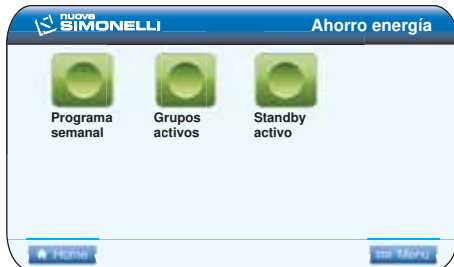 nuova
SIMONELLI
Ahorro energía
Programa
semanal
Grupos
activos
Standby
activo
Home
Menu